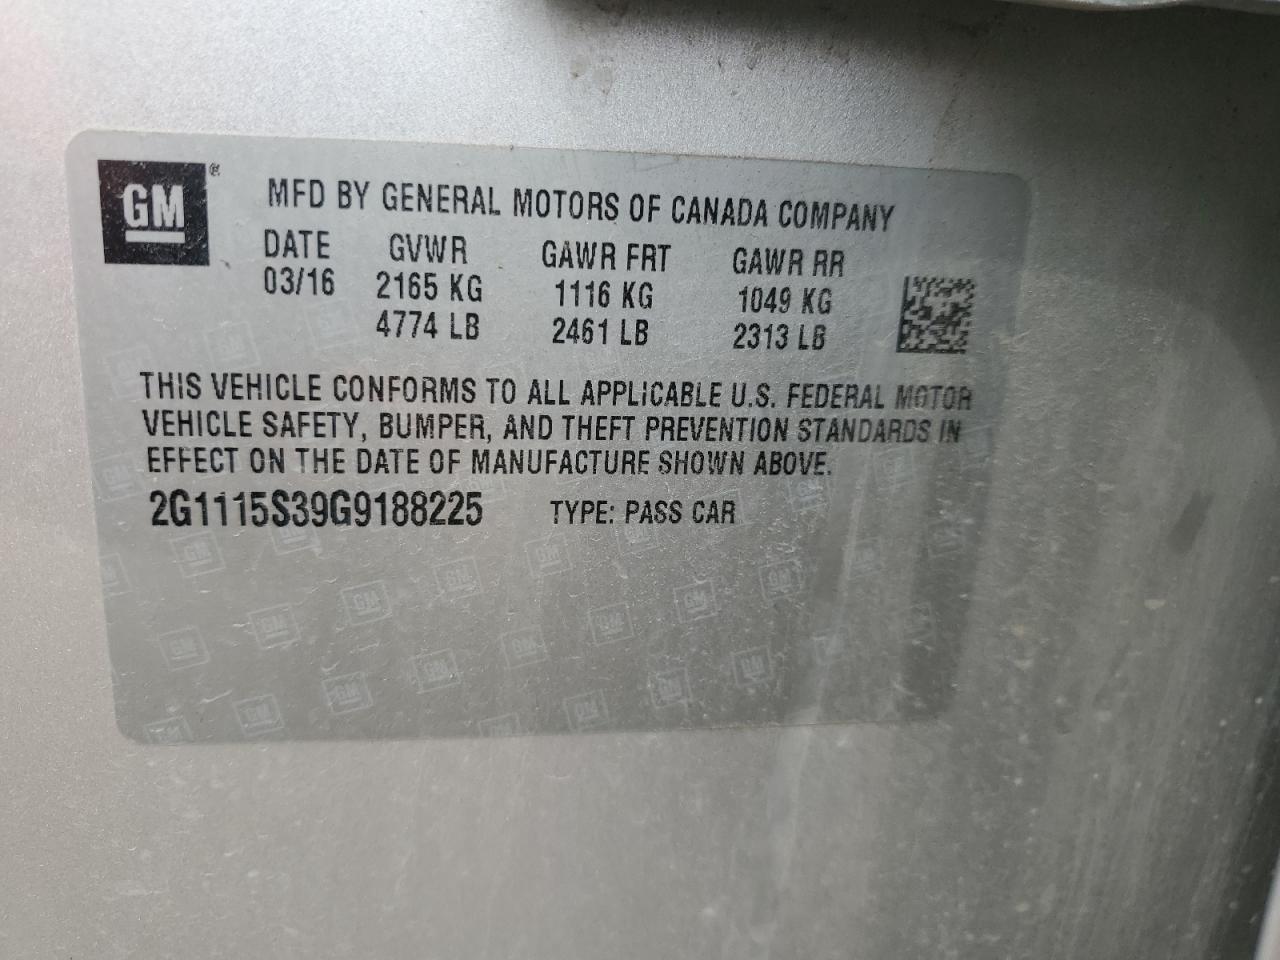 GM®
MFD BY GENERAL MOTORS OF CANADA COMPANY
DATE GVWR GAWR FRT GAWR RR
03/16 2165 KG 1116 KG 1049 KG
4774 LB 2461 LB 2313 LB
THIS VEHICLE CONFORMS TO ALL APPLICABLE U.S. FEDERAL MOTOR
VEHICLE SAFETY, BUMPER, AND THEFT PREVENTION STANDARDS IN
EFFECT ON THE DATE OF MANUFACTURE SHOWN ABOVE.
2G1115S39G9188225 TYPE: PASS CAR